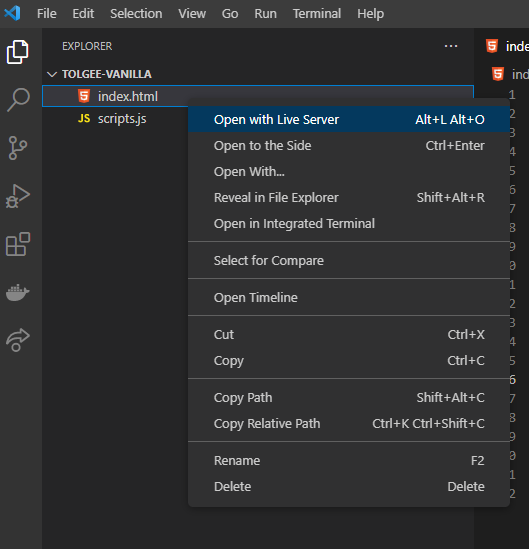 File Edit Selection View Go Run Terminal Help
EXPLORER
TOLGEE-VANILLA
index.html
JS scripts.js
Open with Live Server Alt+L Alt+O
Open to the Side Ctrl+Enter
Open With...
Reveal in File Explorer Shift+Alt+R
Open in Integrated Terminal
Select for Compare
Open Timeline
Cut Ctrl+X
Copy Ctrl+C
Copy Path Shift+Alt+C
Copy Relative Path Ctrl+K Ctrl+Shift+C
Rename F2
Delete Delete
inde
ind
1
2
3
4
5
6
7
8
9
0
1
2
3
4
5
6
7
8
9
0
1
2